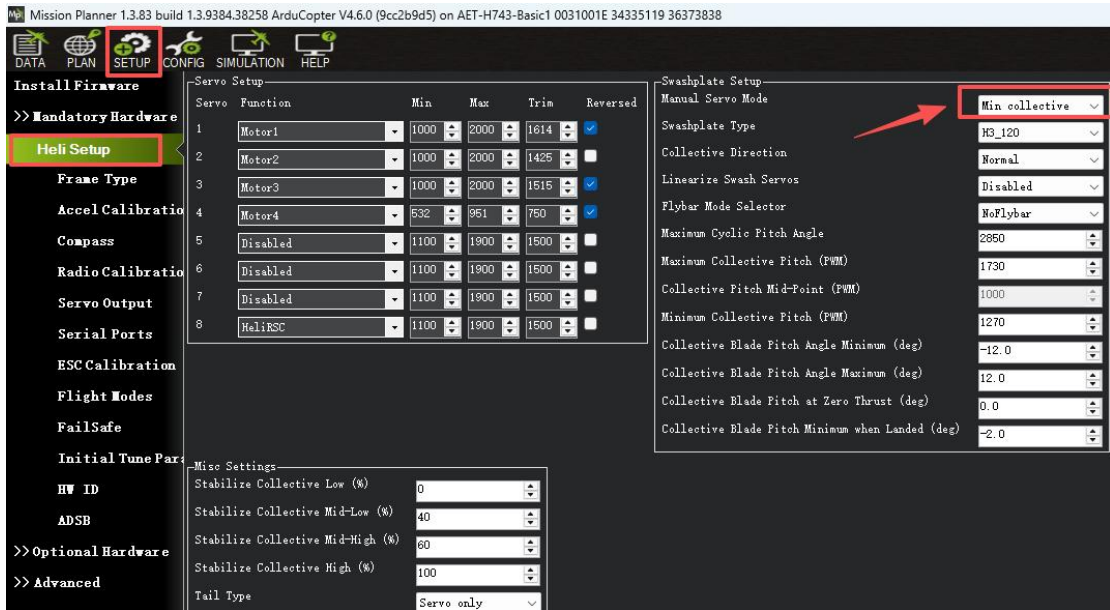 Mission Planner 1.3.83 build 1.3.9384.38258 ArduCopter V4.6.0 (9cc2b9d5) on AET-H743-Basic1 0031001E 34335119 36373838
DATA PLAN SETUP CONFIG SIMULATION HELP
Install Firmware
>> Mandatory Hardware
Heli Setup
Frame Type
Accel Calibratio
Compass
Radio Calibratio
Servo Output
Serial Ports
ESC Calibration
Flight Modes
FailSafe
Initial Tune Para
HW ID
ADSB
>> Optional Hardware
>> Advanced
Servo Setup
Servo Function Min Max Trim Reversed
1 Motor1 1000 2000 1614
2 Motor2 1000 2000 1425
3 Motor3 1000 2000 1515
4 Motor4 532 951 750
5 Disabled 1100 1900 1500
6 Disabled 1100 1900 1500
7 Disabled 1100 1900 1500
8 HeliRSC 1100 1900 1500
Swashplate Setup
Manual Servo Mode Min collective
Swashplate Type H3_120
Collective Direction Normal
Linearize Swash Servos Disabled
Flybar Mode Selector NoFlybar
Maximum Cyclic Pitch Angle 2850
Maximum Collective Pitch (PWM) 1730
Collective Pitch Mid-Point (PWM) 1000
Minimum Collective Pitch (PWM) 1270
Collective Blade Pitch Angle Minimum (deg) -12.0
Collective Blade Pitch Angle Maximum (deg) 12.0
Collective Blade Pitch at Zero Thrust (deg) 0.0
Collective Blade Pitch Minimum when Landed (deg) -2.0
Misc Settings
Stabilize Collective Low (%) 0
Stabilize Collective Mid-Low (%) 40
Stabilize Collective Mid-High (%) 60
Stabilize Collective High (%) 100
Tail Type Servo only